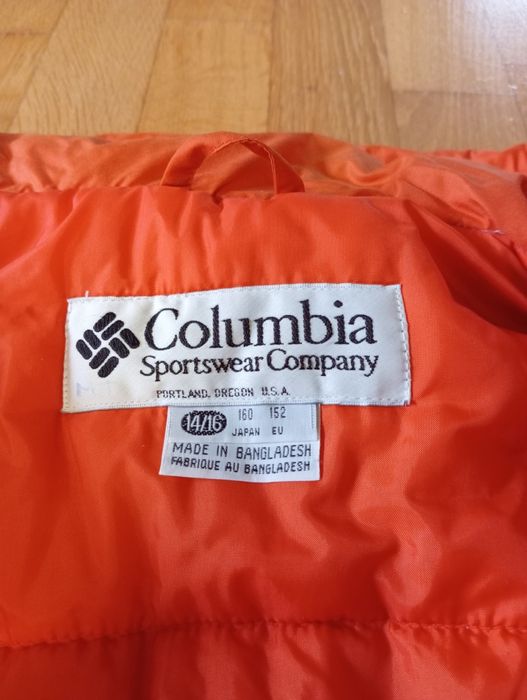 Columbia
Sportswear Company
PORTLAND, OREGON U.S.A.
14/16 160 152
JAPAN EU
MADE IN BANGLADESH
FABRIQUE AU BANGLADESH